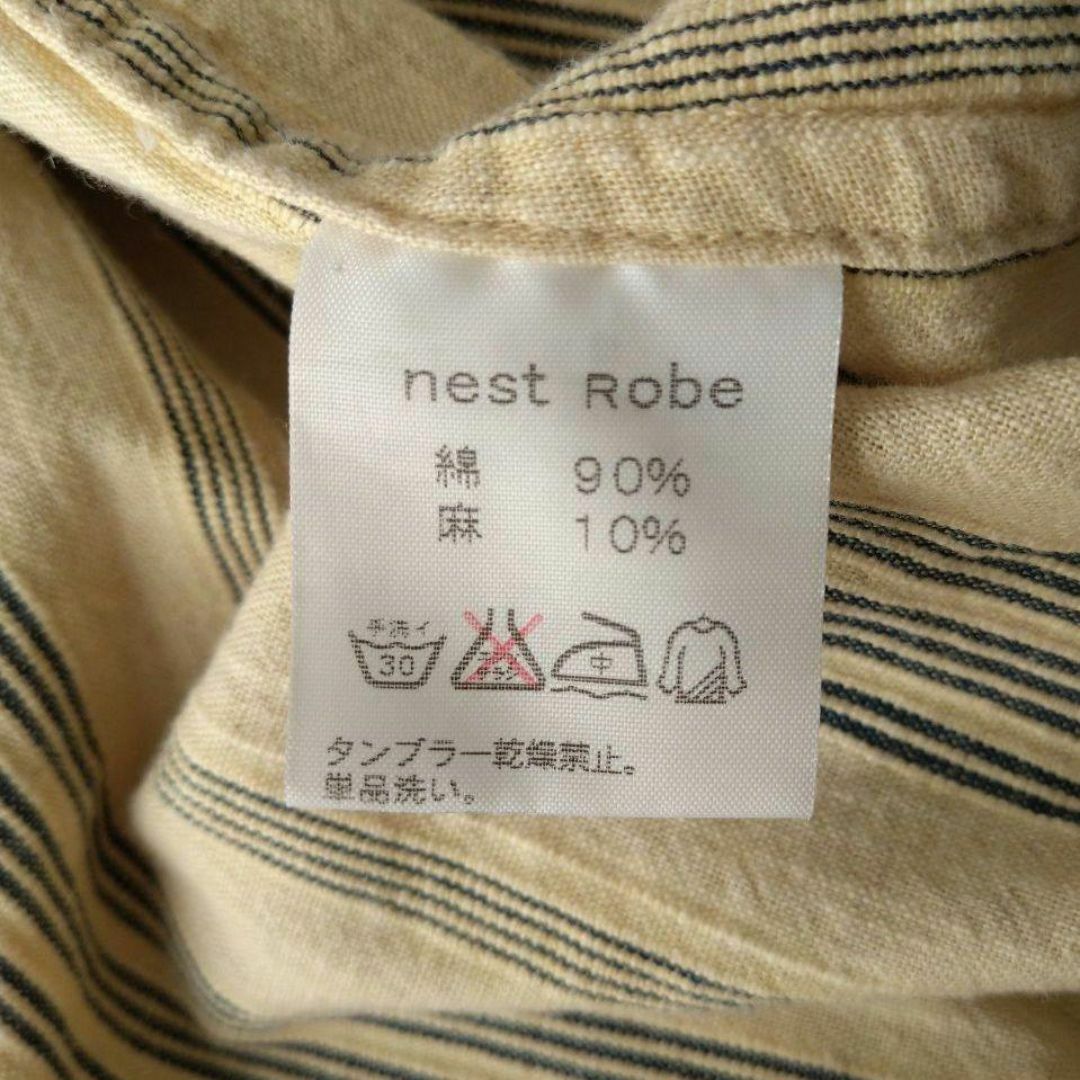 nest Robe
綿 90%
麻 10%
手洗イ
30
中
タンブラー乾燥禁止。
単品洗い。